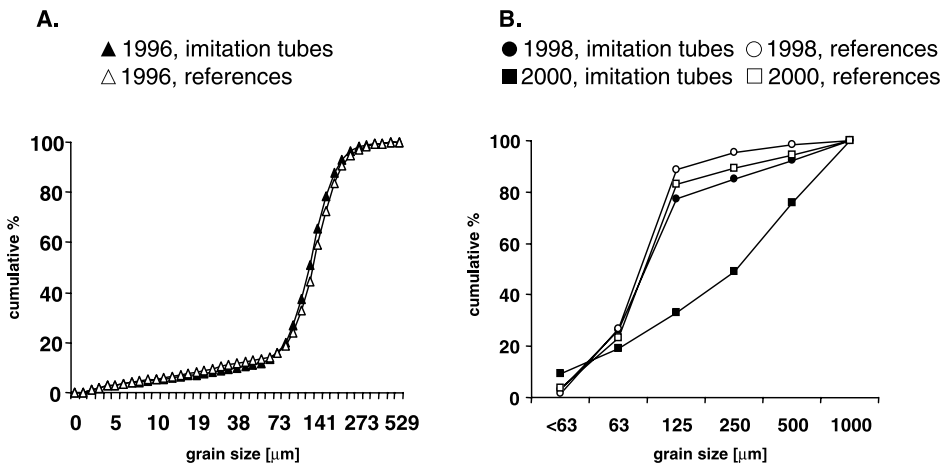 A.
▲ 1996, imitation tubes
△ 1996, references
cumulative %
100
80
60
40
20
0
0 5 10 19 38 73 141 273 529
grain size [µm]
B.
● 1998, imitation tubes ○ 1998, references
■ 2000, imitation tubes □ 2000, references
cumulative %
100
80
60
40
20
0
<63 63 125 250 500 1000
grain size [µm]